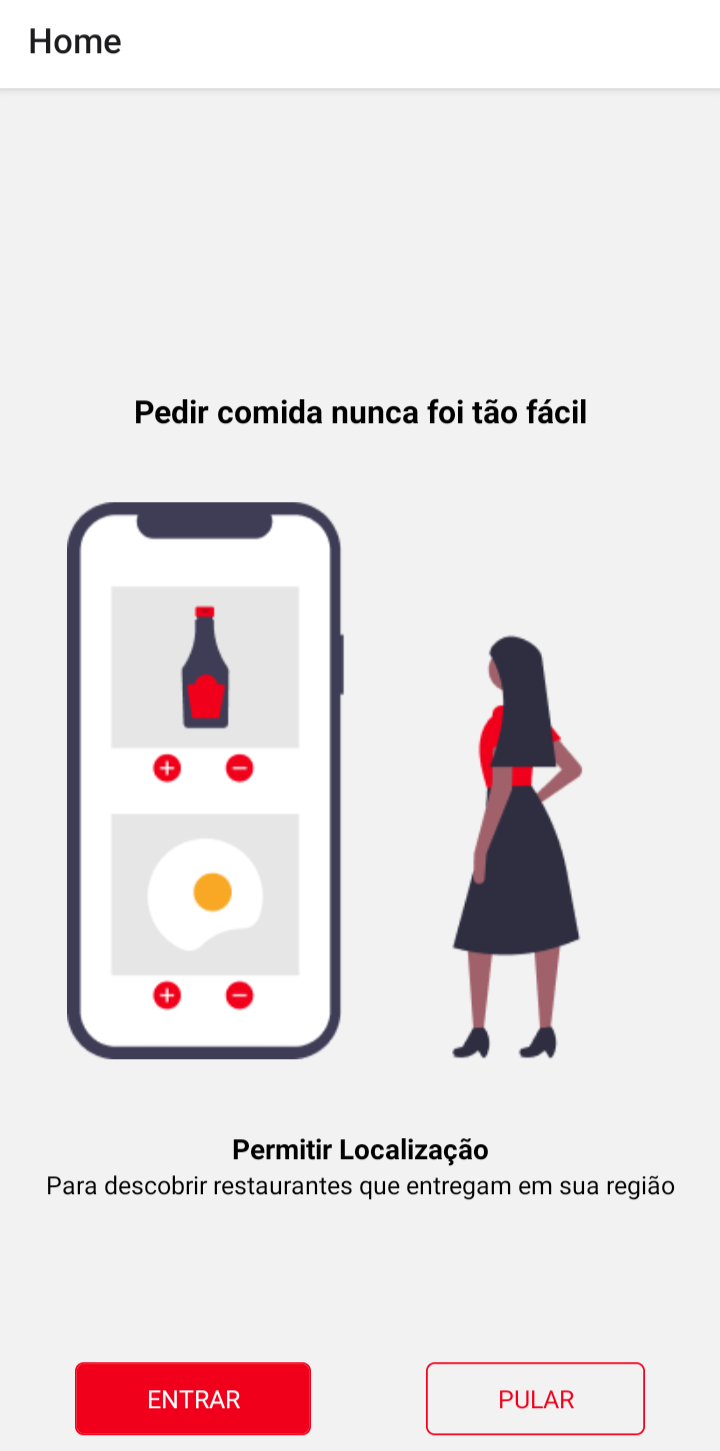 Home
Pedir comida nunca foi tão fácil
Permitir Localização
Para descobrir restaurantes que entregam em sua região
ENTRAR
PULAR